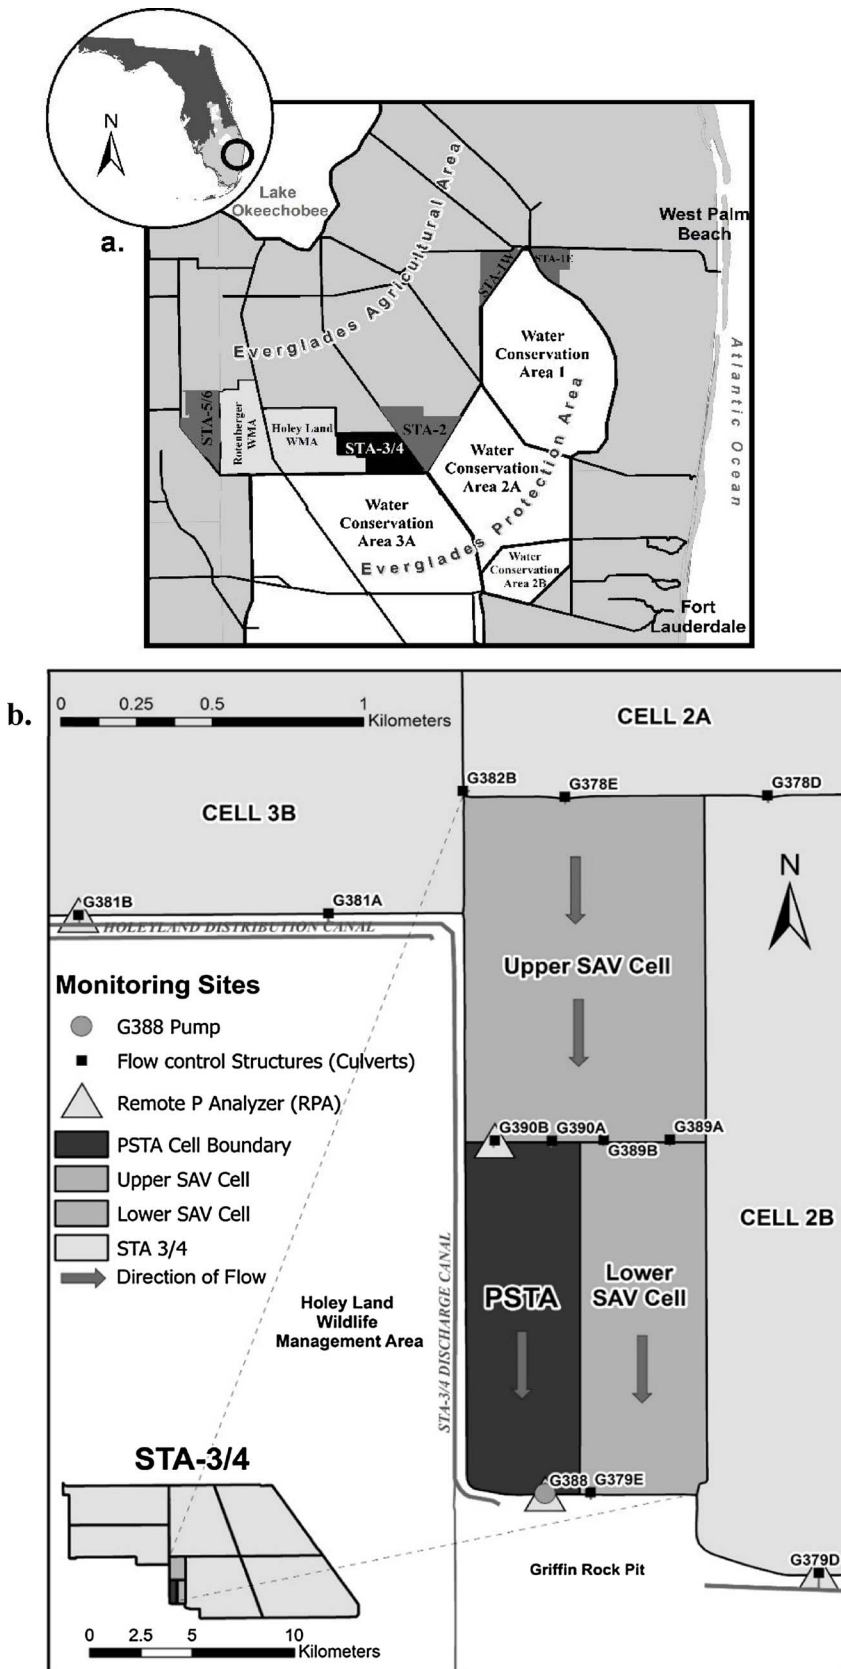 N
Lake
Okeechobee
a.
Everglades Agricultural Area
West Palm
Beach
STA-1W
STA-1E
Water
Conservation
Area 1
Atlantic Ocean
STA-5/6
Rotenberger
WMA
Holey Land
WMA
STA-3/4
STA-2
Water
Conservation
Area 2A
Water
Conservation
Area 3A
Everglades Protection Area
Water
Conservation
Area 2B
Fort
Lauderdale
b.
0 0.25 0.5 1
Kilometers
CELL 2A
G382B
G378E
G378D
CELL 3B
N
G381B
G381A
HOLEYLAND DISTRIBUTION CANAL
Upper SAV Cell
Monitoring Sites
G388 Pump
Flow control Structures (Culverts)
Remote P Analyzer (RPA)
PSTA Cell Boundary
Upper SAV Cell
Lower SAV Cell
STA 3/4
Direction of Flow
G390B
G390A
G389B
G389A
CELL 2B
PSTA
Lower
SAV Cell
STA-3/4 DISCHARGE CANAL
Holey Land
Wildlife
Management Area
STA-3/4
G388
G379E
Griffin Rock Pit
G379D
0 2.5 5 10
Kilometers